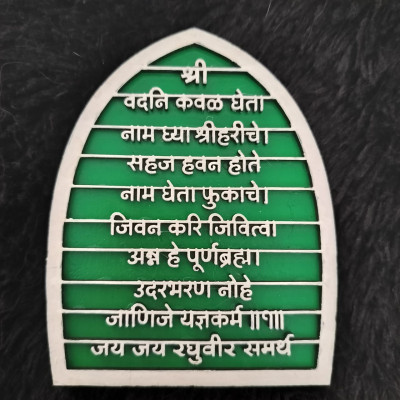 श्री
वदनि कवळ घेता
नाम घ्या श्रीहरीचे।
सहज हवन होते
नाम घेता फुकाचे।
जिवन करि जिवित्वा
अन्न हे पूर्णब्रह्म।
उदरभरण नोहे
जाणिजे यज्ञकर्म ॥१॥
जय जय रघुवीर समर्थ